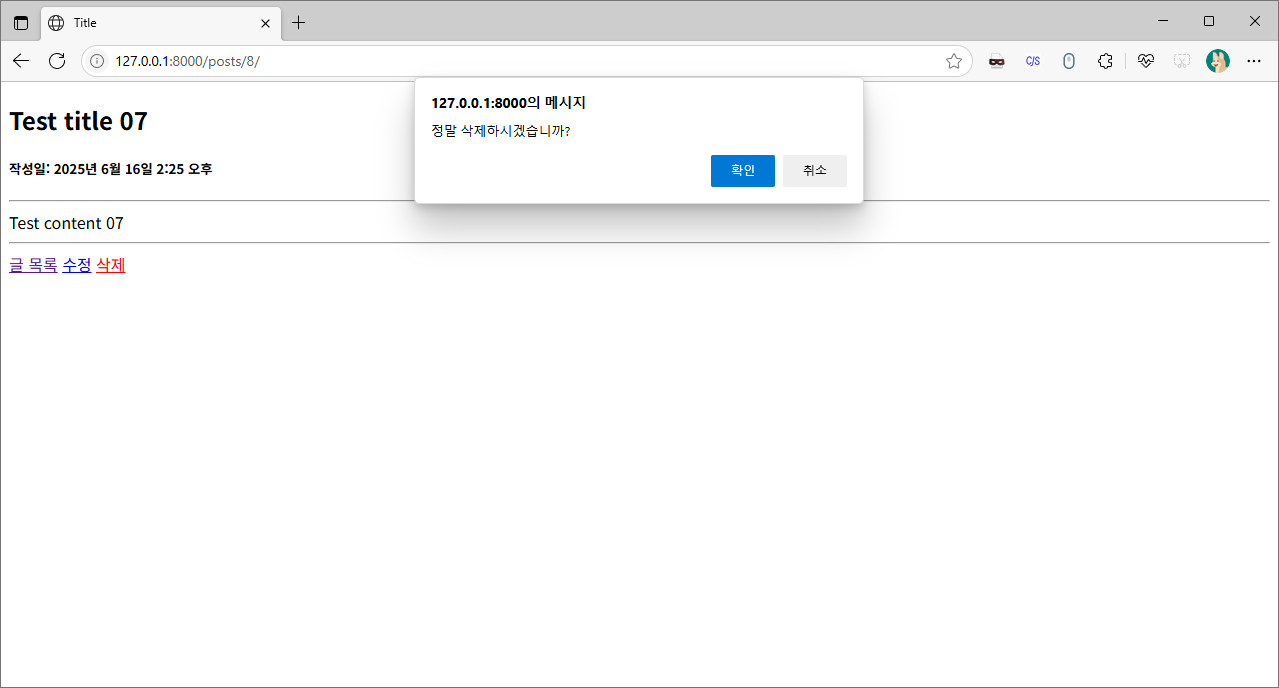 Title
127.0.0.1:8000/posts/8/
C/S
127.0.0.1:8000의 메시지
정말 삭제하시겠습니까?
확인 취소
Test title 07
작성일: 2025년 6월 16일 2:25 오후
Test content 07
글 목록 수정 삭제